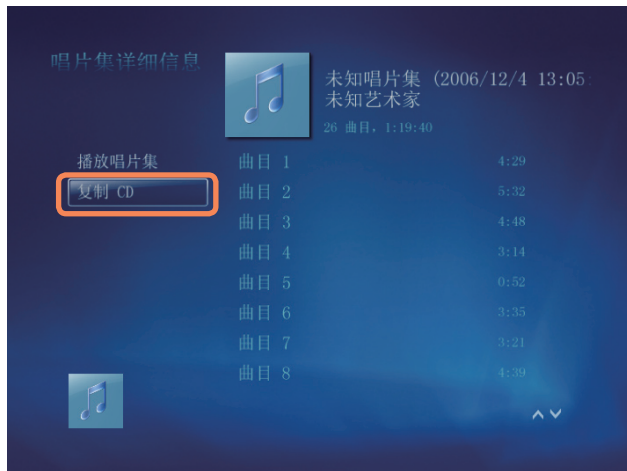 唱片集详细信息
未知唱片集 (2006/12/4 13:05:
未知艺术家
26 曲目, 1:19:40
播放唱片集
复制 CD
曲目 1 4:29
曲目 2 5:32
曲目 3 4:48
曲目 4 3:14
曲目 5 0:52
曲目 6 3:35
曲目 7 3:21
曲目 8 4:39